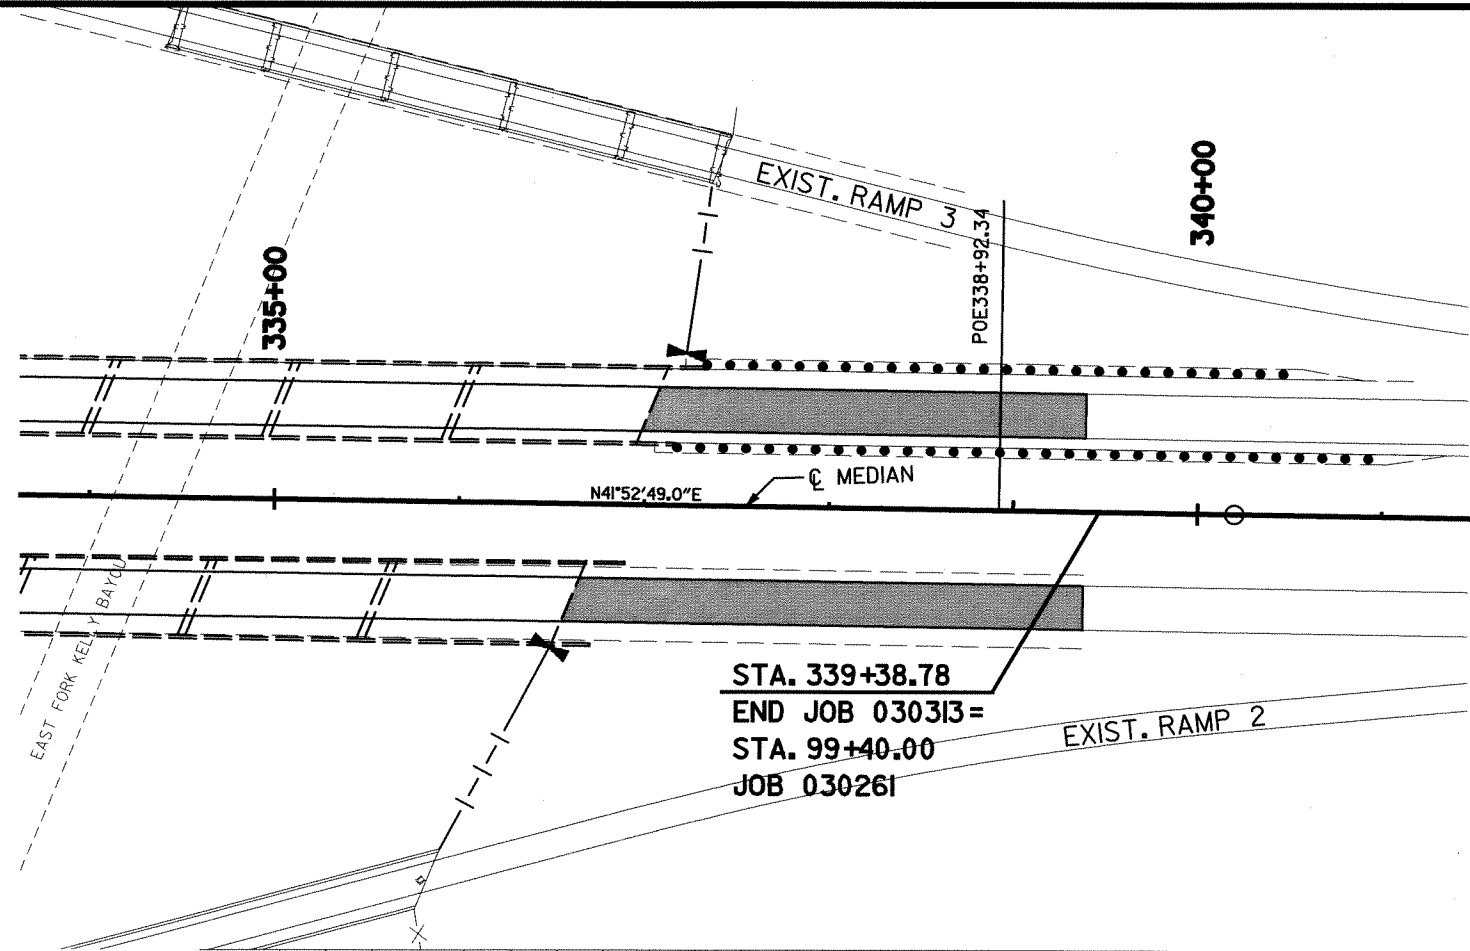 EXIST. RAMP 3
340+00
335+00
POE338+92.34
N41°52'49.0"E
℄ MEDIAN
EAST FORK KELLY BAYOU
STA. 339+38.78
END JOB 030313=
STA. 99+40.00
JOB 030261
EXIST. RAMP 2